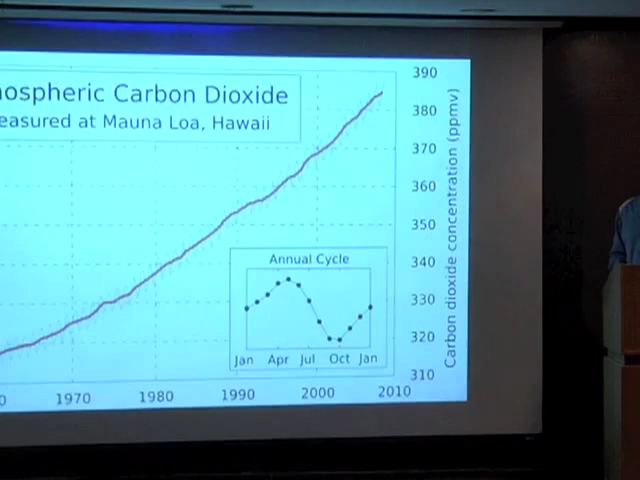 ospheric Carbon Dioxide
easured at Mauna Loa, Hawaii
390
380
370
360
350
340
330
320
310
Carbon dioxide concentration (ppmv)
Annual Cycle
Jan Apr Jul Oct Jan
0 1970 1980 1990 2000 2010